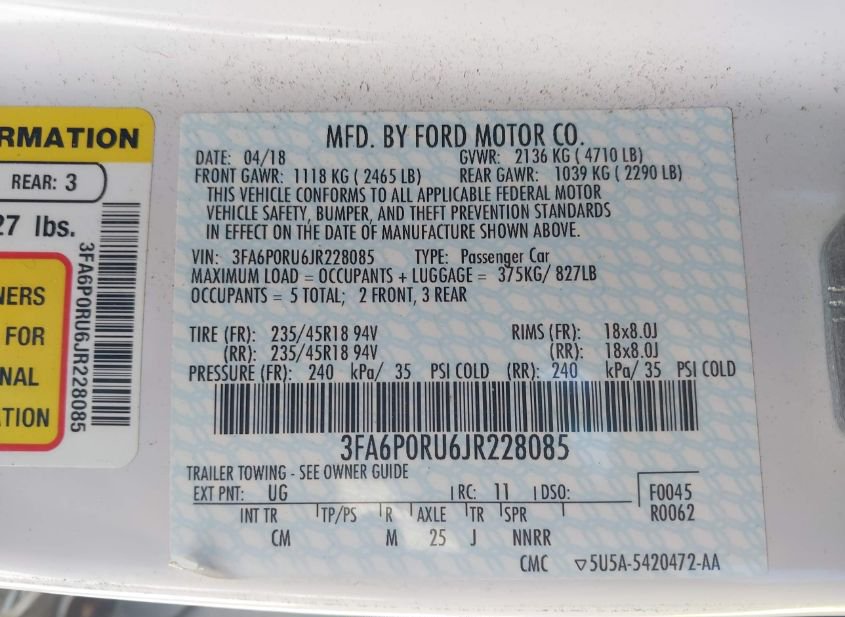 RMATION
REAR: 3
27 lbs.
NERS
FOR
NAL
TION
3FA6P0RU6JR228085
MFD. BY FORD MOTOR CO.
DATE: 04/18 GVWR: 2136 KG ( 4710 LB)
FRONT GAWR: 1118 KG ( 2465 LB) REAR GAWR: 1039 KG ( 2290 LB)
THIS VEHICLE CONFORMS TO ALL APPLICABLE FEDERAL MOTOR
VEHICLE SAFETY, BUMPER, AND THEFT PREVENTION STANDARDS
IN EFFECT ON THE DATE OF MANUFACTURE SHOWN ABOVE.
VIN: 3FA6P0RU6JR228085 TYPE: Passenger Car
MAXIMUM LOAD = OCCUPANTS + LUGGAGE = 375KG/ 827LB
OCCUPANTS = 5 TOTAL; 2 FRONT, 3 REAR
TIRE (FR): 235/45R18 94V RIMS (FR): 18x8.0J
(RR): 235/45R18 94V (RR): 18x8.0J
PRESSURE (FR): 240 kPa/ 35 PSI COLD (RR): 240 kPa/ 35 PSI COLD
3FA6P0RU6JR228085
TRAILER TOWING - SEE OWNER GUIDE
EXT PNT: UG RC: 11 DSO: F0045
R0062
INT TR TP/PS R AXLE TR SPR
CM M 25 J NNRR
CMC ▽5U5A-5420472-AA